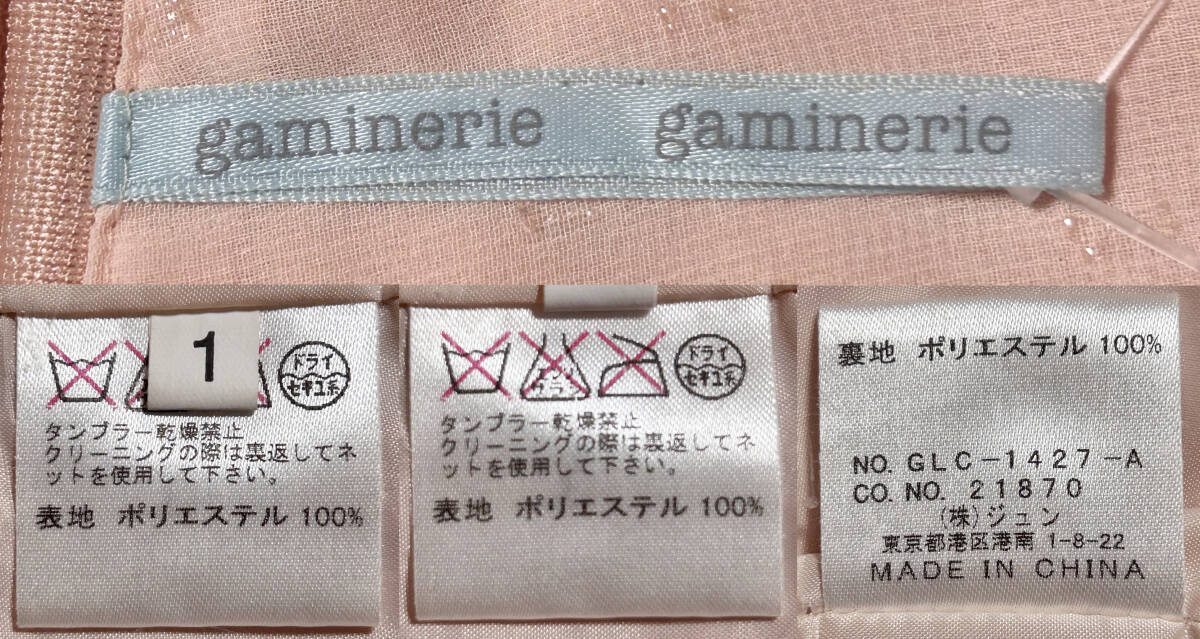 gaminerie gaminerie
1
ドライ
セキユ系
タンブラー乾燥禁止
クリーニングの際は裏返してネ
ットを使用して下さい。
表地 ポリエステル 100%
エンソ
サラシ
ドライ
セキユ系
タンブラー乾燥禁止
クリーニングの際は裏返してネ
ットを使用して下さい。
表地 ポリエステル 100%
裏地 ポリエステル 100%
NO. GLC-1427-A
CO. NO. 21870
(株)ジュン
東京都港区港南 1-8-22
MADE IN CHINA